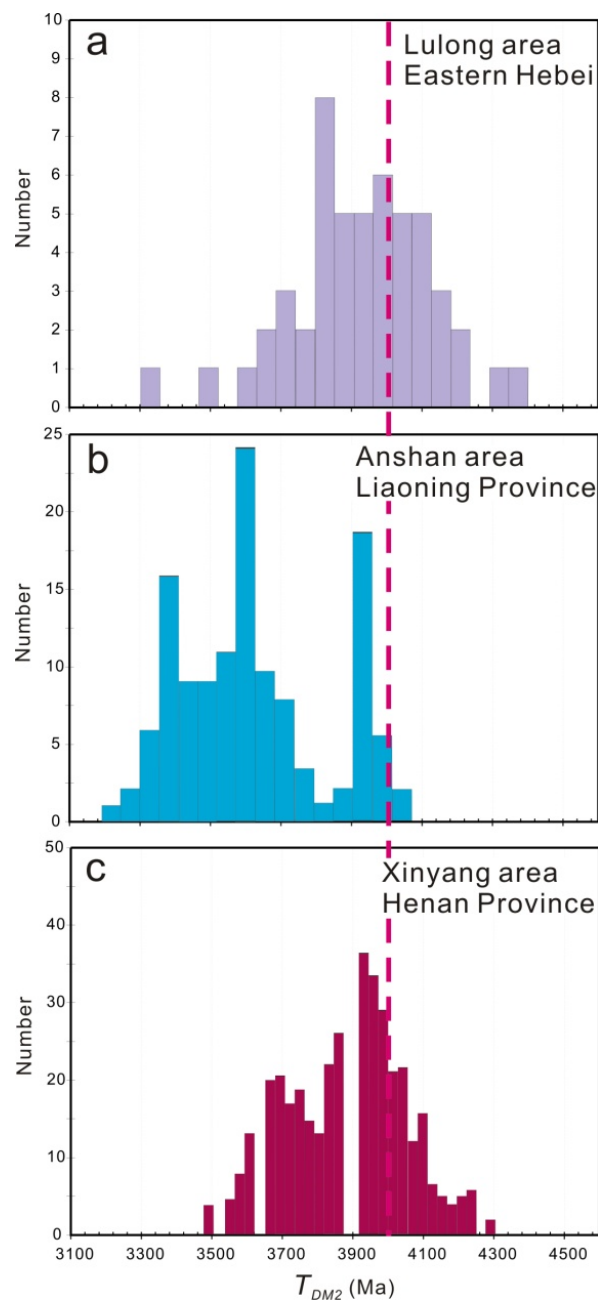 a
Lulong area
Eastern Hebei
10
9
8
7
6
5
4
3
2
1
0
Number
b
Anshan area
Liaoning Province
25
20
15
10
5
0
Number
c
Xinyang area
Henan Province
50
40
30
20
10
0
Number
3100 3300 3500 3700 3900 4100 4300 4500
T_DM2 (Ma)